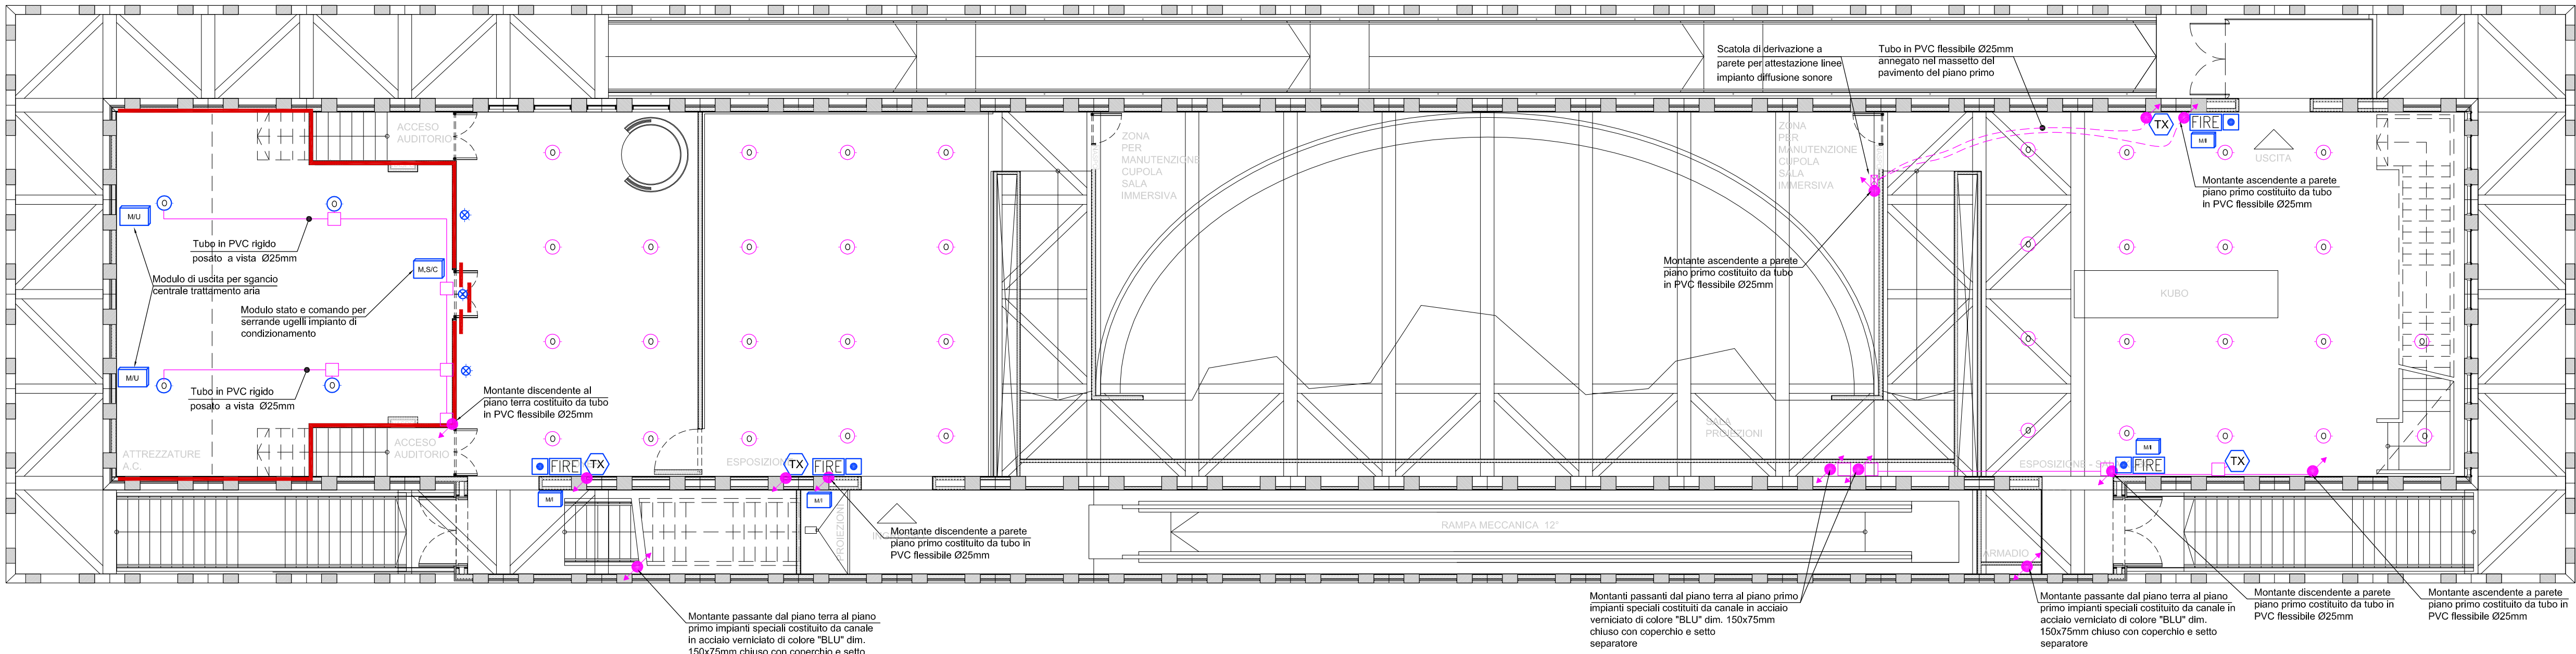 Scatola di derivazione a
parete per attestazione linee
impianto diffusione sonore
Tubo in PVC flessibile Ø25mm
annegato nel massetto del
pavimento del piano primo
ACCESO
AUDITORIO
ZONA
PER
MANUTENZIONE
CUPOLA
SALA
IMMERSIVA
ZONA
PER
MANUTENZIONE
CUPOLA
SALA
IMMERSIVA
TX
FIRE
M/I
USCITA
Montante ascendente a parete
piano primo costituito da tubo
in PVC flessibile Ø25mm
M/U
Tubo in PVC rigido
posato a vista Ø25mm
M,S/C
Modulo di uscita per sgancio
centrale trattamento aria
Modulo stato e comando per
serrande ugelli impianto di
condizionamento
Montante ascendente a parete
piano primo costituito da tubo
in PVC flessibile Ø25mm
KUBO
M/U
Tubo in PVC rigido
posato a vista Ø25mm
Montante discendente al
piano terra costituito da tubo
in PVC flessibile Ø25mm
ACCESO
AUDITORIO
ATTREZZATURE
A.C.
SALA
PROIEZIONI
FIRE
TX
M/I
ESPOSIZIO
TX
FIRE
M/I
PROIEZIONI
Montante discendente a parete
piano primo costituito da tubo in
PVC flessibile Ø25mm
RAMPA MECCANICA 12°
ESPOSIZIONE - SA
M/I
FIRE
TX
ARMADIO
Montante passante dal piano terra al piano
primo impianti speciali costituito da canale
in acciaio verniciato di colore "BLU" dim.
150x75mm chiuso con coperchio e setto
Montanti passanti dal piano terra al piano primo
impianti speciali costituiti da canale in acciaio
verniciato di colore "BLU" dim. 150x75mm
chiuso con coperchio e setto
separatore
Montante passante dal piano terra al piano
primo impianti speciali costituito da canale in
acciaio verniciato di colore "BLU" dim.
150x75mm chiuso con coperchio e setto
separatore
Montante discendente a parete
piano primo costituito da tubo in
PVC flessibile Ø25mm
Montante ascendente a parete
piano primo costituito da tubo in
PVC flessibile Ø25mm